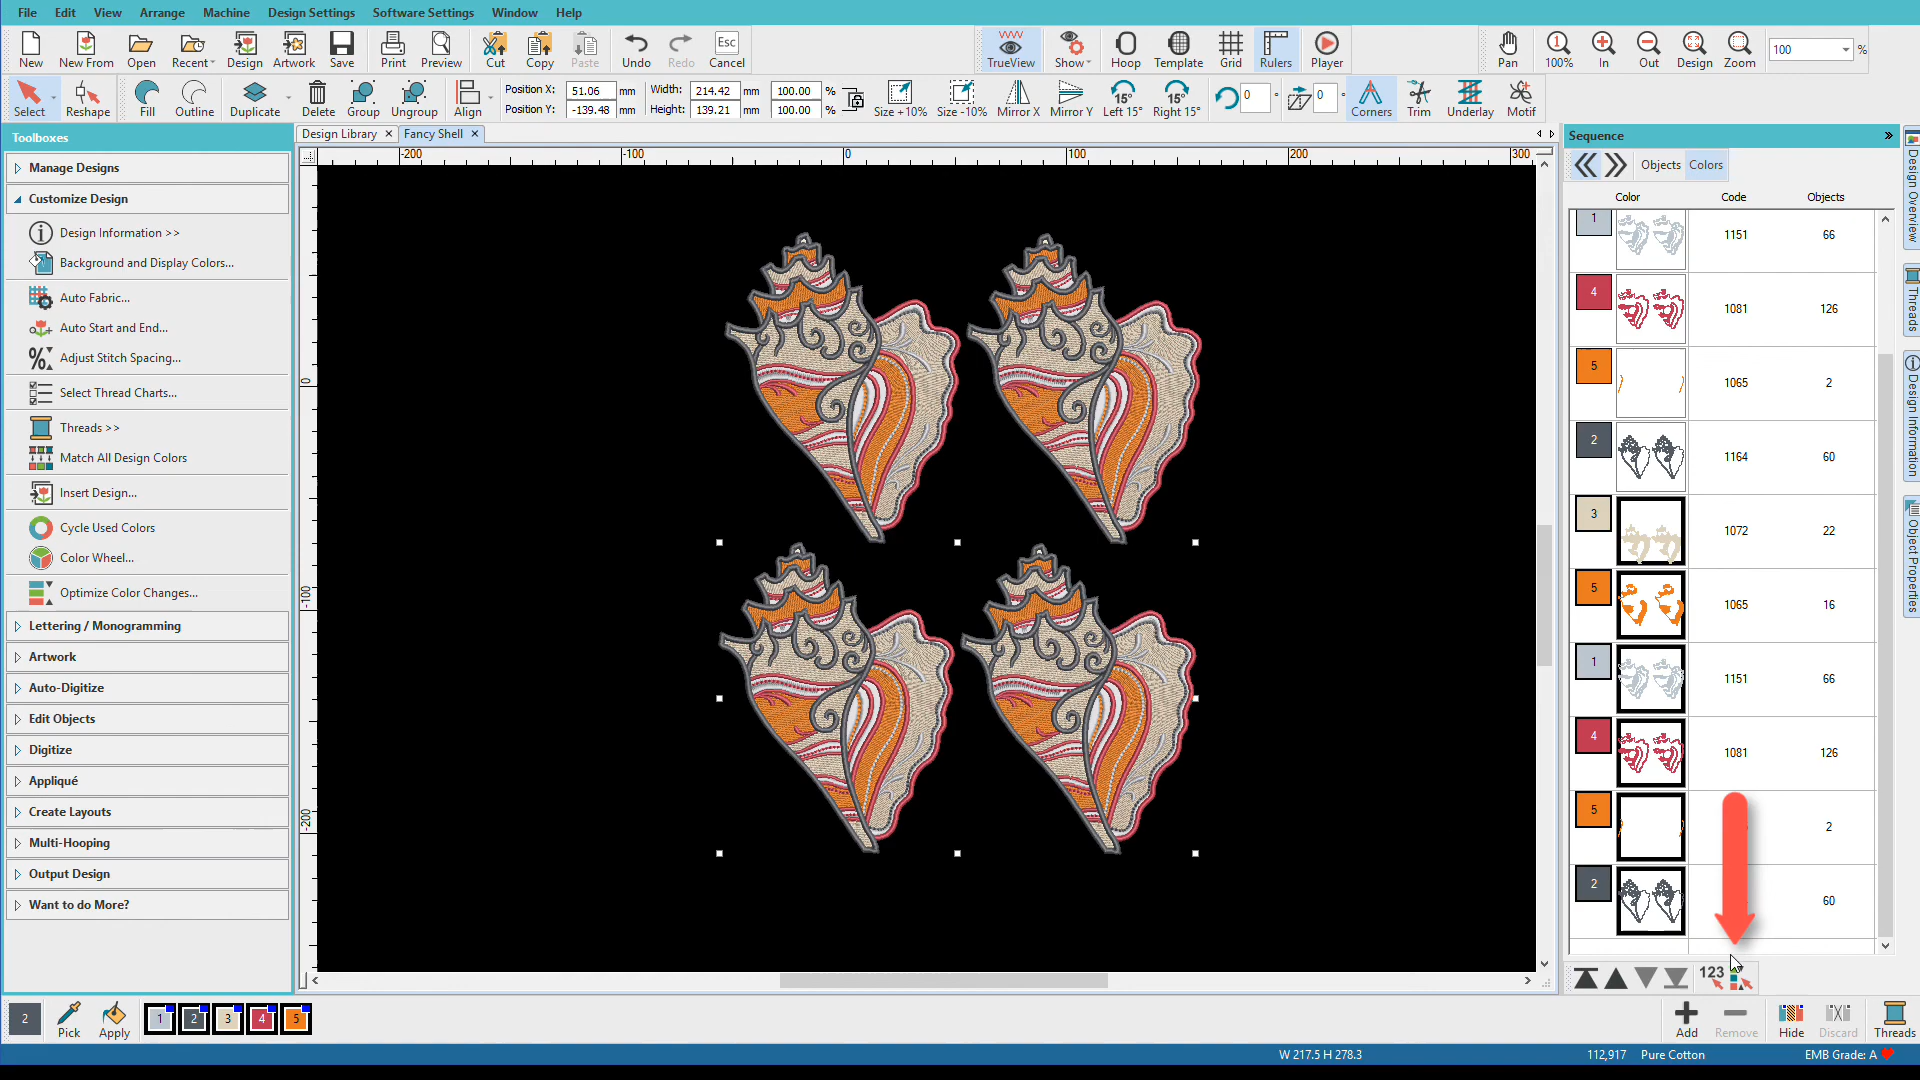 File Edit View Arrange Machine Design Settings Software Settings Window Help
New New From Open Recent Design Artwork Save Print Preview Cut Copy Paste Undo Redo Esc Cancel TrueView Show Hoop Template Grid Rulers Player Pan 1 100% In Out Design Zoom 100 %
Select Reshape Fill Outline Duplicate Delete Group Ungroup Align Position X: 51.06 mm Width: 214.42 mm 100.00 % Size +10% Size -10% Mirror X Mirror Y 15° Left 15° 15° Right 15° 0 ° 0 ° Corners Trim Underlay Motif
Position Y: -139.48 mm Height: 139.21 mm 100.00 %
Toolboxes
Manage Designs
Customize Design
Design Information >>
Background and Display Colors...
Auto Fabric...
Auto Start and End...
Adjust Stitch Spacing...
Select Thread Charts...
Threads >>
Match All Design Colors
Insert Design...
Cycle Used Colors
Color Wheel...
Optimize Color Changes...
Lettering / Monogramming
Artwork
Auto-Digitize
Edit Objects
Digitize
Appliqué
Create Layouts
Multi-Hooping
Output Design
Want to do More?
Design Library × Fancy Shell ×
-200 -100 0 100 200 300
0
-100
-200
Sequence
Objects Colors
Color Code Objects
1 1151 66
4 1081 126
5 1065 2
2 1164 60
3 1072 22
5 1065 16
1 1151 66
4 1081 126
5 2
2 60
123
Design Overview
Threads
Design Information
Object Properties
2 Pick Apply 1 2 3 4 5 Add Remove Hide Discard Threads
W 217.5 H 278.3 112,917 Pure Cotton EMB Grade: A